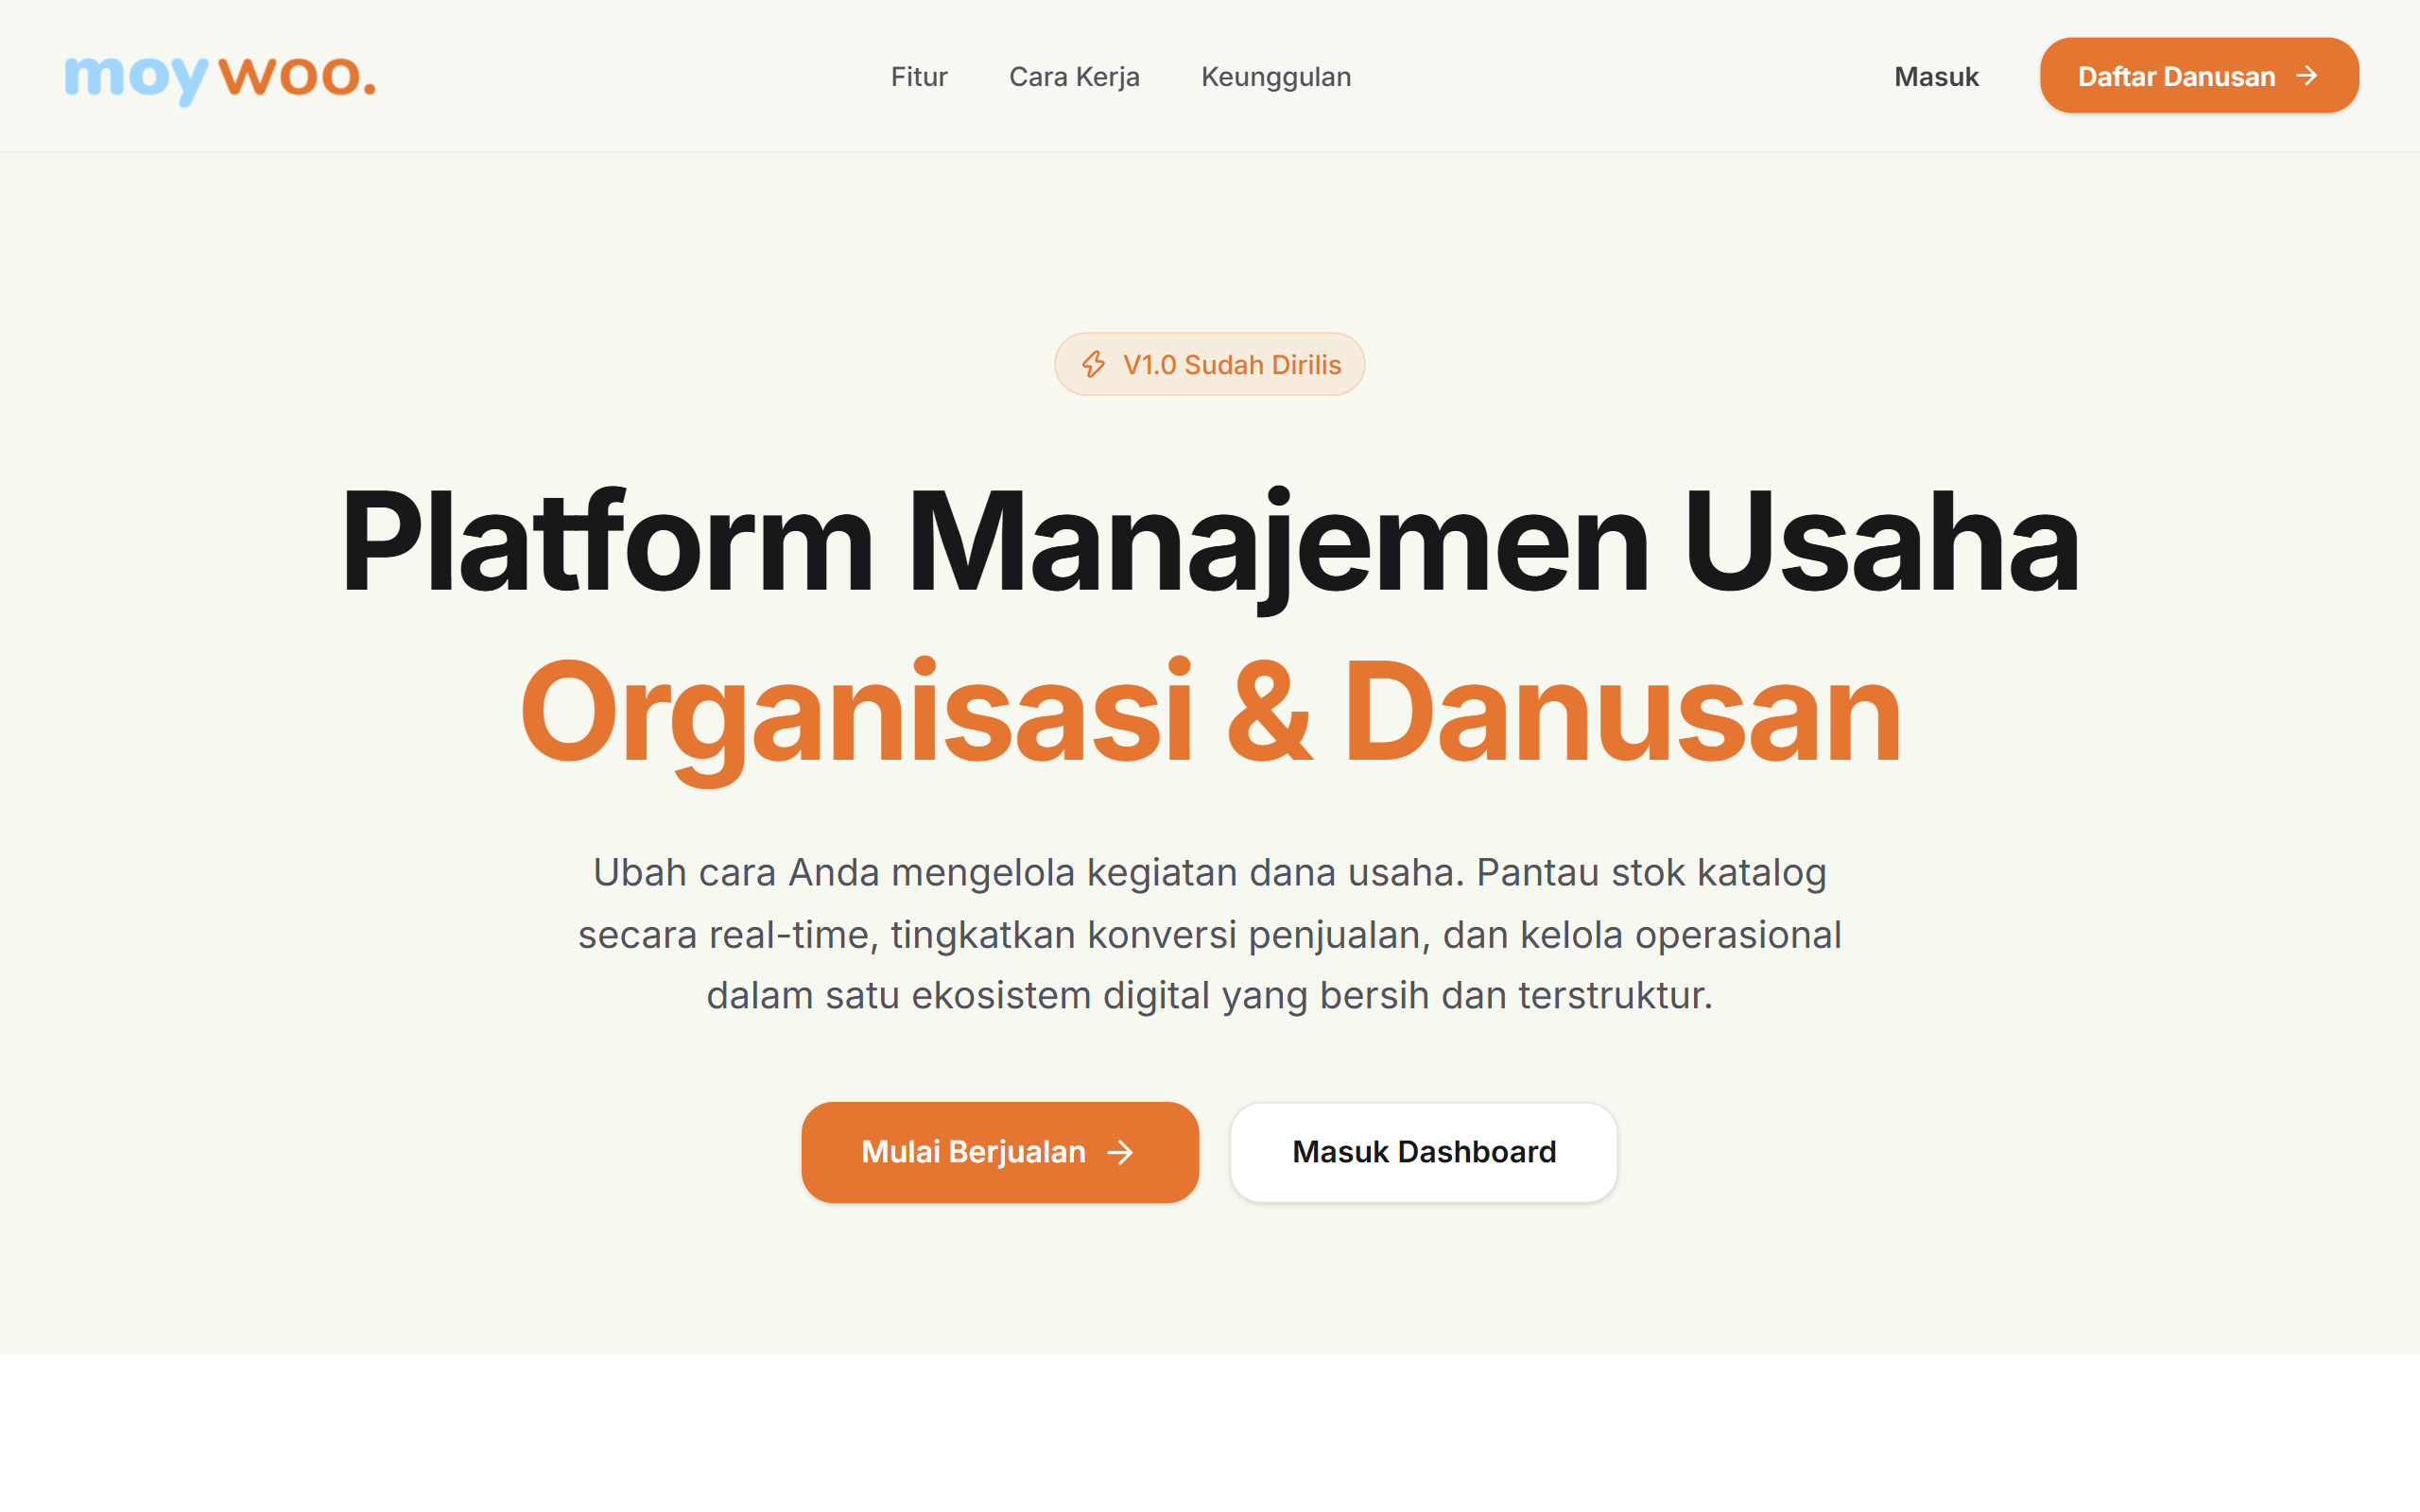 moy woo.
Fitur
Cara Kerja
Keunggulan
Masuk
Daftar Danusan
V1.0 Sudah Dirilis
Platform Manajemen Usaha
Organisasi & Danusan
Ubah cara Anda mengelola kegiatan dana usaha. Pantau stok katalog
secara real-time, tingkatkan konversi penjualan, dan kelola operasional
dalam satu ekosistem digital yang bersih dan terstruktur.
Mulai Berjualan
Masuk Dashboard